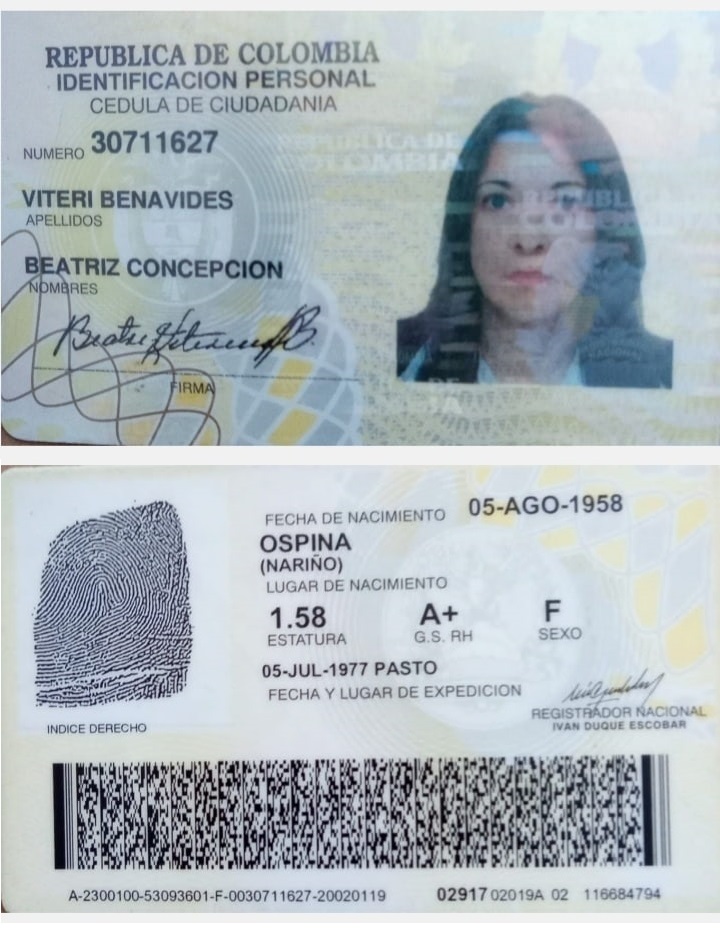 REPUBLICA DE COLOMBIA
IDENTIFICACION PERSONAL
CEDULA DE CIUDADANIA
NUMERO 30711627
VITERI BENAVIDES
APELLIDOS
BEATRIZ CONCEPCION
NOMBRES
FIRMA
REPUBLICA DE
COLOMBIA
FECHA DE NACIMIENTO 05-AGO-1958
OSPINA
(NARIÑO)
LUGAR DE NACIMIENTO
1.58 A+ F
ESTATURA G.S. RH SEXO
05-JUL-1977 PASTO
FECHA Y LUGAR DE EXPEDICION
INDICE DERECHO
REGISTRADOR NACIONAL
IVAN DUQUE ESCOBAR
A-2300100-53093601-F-0030711627-20020119 02917 02019A 02 116684794